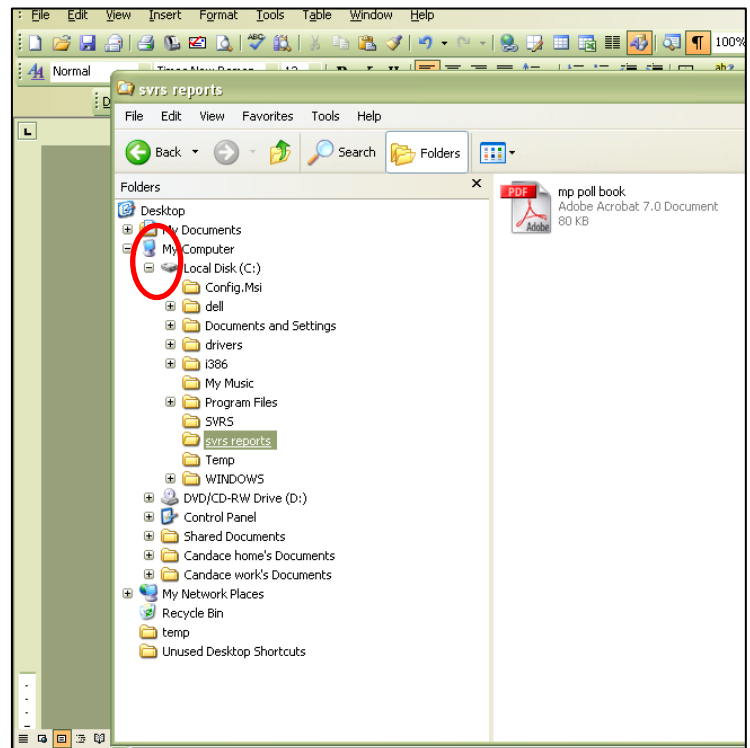 File Edit View Insert Format Tools Table Window Help
ABC 100%
Normal
svrs reports
File Edit View Favorites Tools Help
L
Back Search Folders
Folders x
Desktop
My Documents
My Computer
Local Disk (C:)
Config.Msi
dell
Documents and Settings
drivers
i386
My Music
Program Files
SVRS
svrs reports
Temp
WINDOWS
DVD/CD-RW Drive (D:)
Control Panel
Shared Documents
Candace home's Documents
Candace work's Documents
My Network Places
Recycle Bin
temp
Unused Desktop Shortcuts
PDF
Adobe
mp poll book
Adobe Acrobat 7.0 Document
80 KB